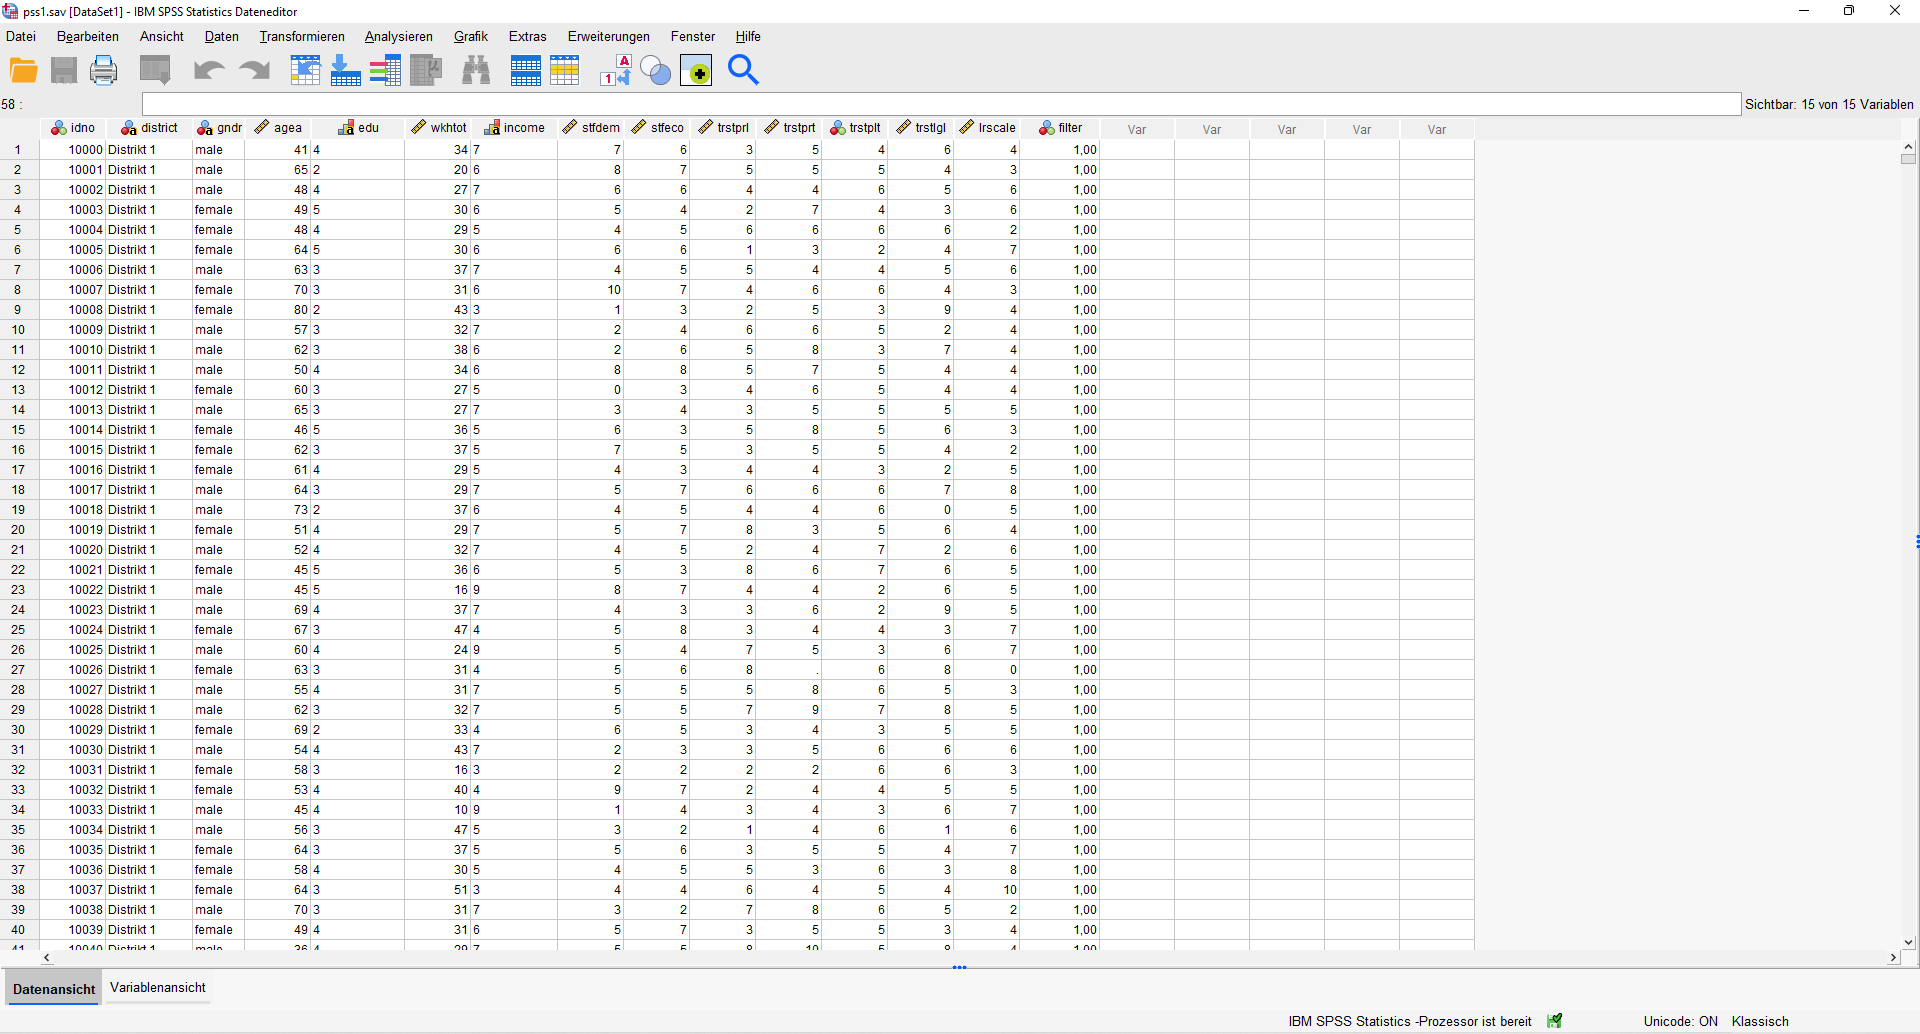 pss1.sav [DataSet1] - IBM SPSS Statistics Dateneditor
Datei Bearbeiten Ansicht Daten Transformieren Analysieren Grafik Extras Erweiterungen Fenster Hilfe
58 : Sichtbar: 15 von 15 Variablen
idno district gndr agea edu wkhtot income stfdem stfeco trstprl trstprt trstplt trstlgl lrscale filter Var Var Var Var Var
1 10000 Distrikt 1 male 41 4 34 7 7 6 3 5 4 6 4 1,00
2 10001 Distrikt 1 male 65 2 20 6 8 7 5 5 5 4 3 1,00
3 10002 Distrikt 1 male 48 4 27 7 6 6 4 4 6 5 6 1,00
4 10003 Distrikt 1 female 49 5 30 6 5 4 2 7 4 3 6 1,00
5 10004 Distrikt 1 female 48 4 29 5 4 5 6 6 6 6 2 1,00
6 10005 Distrikt 1 female 64 5 30 6 6 6 1 3 2 4 7 1,00
7 10006 Distrikt 1 male 63 3 37 7 4 5 5 4 4 5 6 1,00
8 10007 Distrikt 1 female 70 3 31 6 10 7 4 6 6 4 3 1,00
9 10008 Distrikt 1 female 80 2 43 3 1 3 2 5 3 9 4 1,00
10 10009 Distrikt 1 male 57 3 32 7 2 4 6 6 5 2 4 1,00
11 10010 Distrikt 1 male 62 3 38 6 2 6 5 8 3 7 4 1,00
12 10011 Distrikt 1 male 50 4 34 6 8 8 5 7 5 4 4 1,00
13 10012 Distrikt 1 female 60 3 27 5 0 3 4 6 5 4 4 1,00
14 10013 Distrikt 1 male 65 3 27 7 3 4 3 5 5 5 5 1,00
15 10014 Distrikt 1 female 46 5 36 5 6 3 5 8 5 6 3 1,00
16 10015 Distrikt 1 female 62 3 37 5 7 5 3 5 5 4 2 1,00
17 10016 Distrikt 1 female 61 4 29 5 4 3 4 4 3 2 5 1,00
18 10017 Distrikt 1 male 64 3 29 7 5 7 6 6 6 7 8 1,00
19 10018 Distrikt 1 male 73 2 37 6 4 5 4 4 6 0 5 1,00
20 10019 Distrikt 1 female 51 4 29 7 5 7 8 3 5 6 4 1,00
21 10020 Distrikt 1 male 52 4 32 7 4 5 2 4 7 2 6 1,00
22 10021 Distrikt 1 female 45 5 36 6 5 3 8 6 7 6 5 1,00
23 10022 Distrikt 1 male 45 5 16 9 8 7 4 4 2 6 5 1,00
24 10023 Distrikt 1 male 69 4 37 7 4 3 3 6 2 9 5 1,00
25 10024 Distrikt 1 female 67 3 47 4 5 8 3 4 4 3 7 1,00
26 10025 Distrikt 1 male 60 4 24 9 5 4 7 5 3 6 7 1,00
27 10026 Distrikt 1 female 63 3 31 4 5 6 8 . 6 8 0 1,00
28 10027 Distrikt 1 male 55 4 31 7 5 5 5 8 6 5 3 1,00
29 10028 Distrikt 1 male 62 3 32 7 5 5 7 9 7 8 5 1,00
30 10029 Distrikt 1 female 69 2 33 4 6 5 3 4 3 5 5 1,00
31 10030 Distrikt 1 male 54 4 43 7 2 3 3 5 6 6 6 1,00
32 10031 Distrikt 1 female 58 3 16 3 2 2 2 2 6 6 3 1,00
33 10032 Distrikt 1 female 53 4 40 4 9 7 2 4 4 5 5 1,00
34 10033 Distrikt 1 male 45 4 10 9 1 4 3 4 3 6 7 1,00
35 10034 Distrikt 1 male 56 3 47 5 3 2 1 4 6 1 6 1,00
36 10035 Distrikt 1 female 64 3 37 5 5 6 3 5 5 4 7 1,00
37 10036 Distrikt 1 female 58 4 30 5 4 5 5 3 6 3 8 1,00
38 10037 Distrikt 1 female 64 3 51 3 4 4 6 4 5 4 10 1,00
39 10038 Distrikt 1 male 70 3 31 7 3 2 7 8 6 5 2 1,00
40 10039 Distrikt 1 female 49 4 31 6 5 7 3 5 5 3 4 1,00
41 10040 Distrikt 1 male
Datenansicht Variablenansicht
IBM SPSS Statistics -Prozessor ist bereit Unicode: ON Klassisch